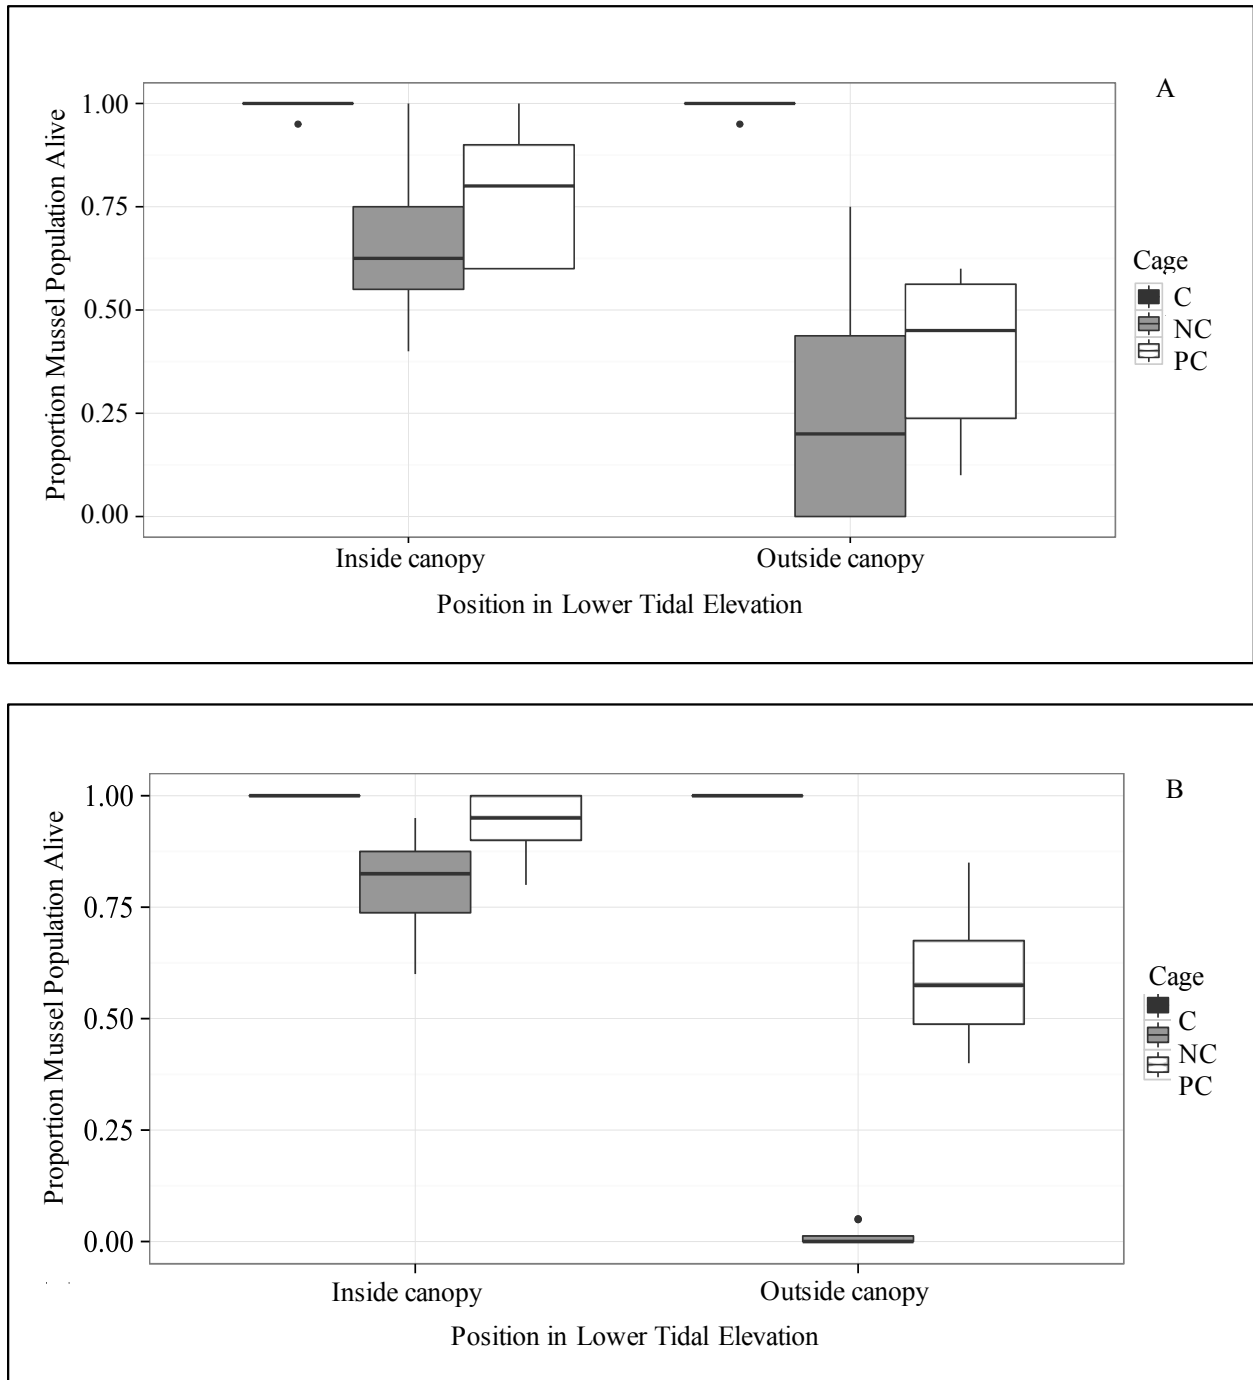 A
1.00
0.75
0.50
0.25
0.00
Proportion Mussel Population Alive
Inside canopy
Outside canopy
Position in Lower Tidal Elevation
Cage
C
NC
PC
B
1.00
0.75
0.50
0.25
0.00
Proportion Mussel Population Alive
Inside canopy
Outside canopy
Position in Lower Tidal Elevation
Cage
C
NC
PC